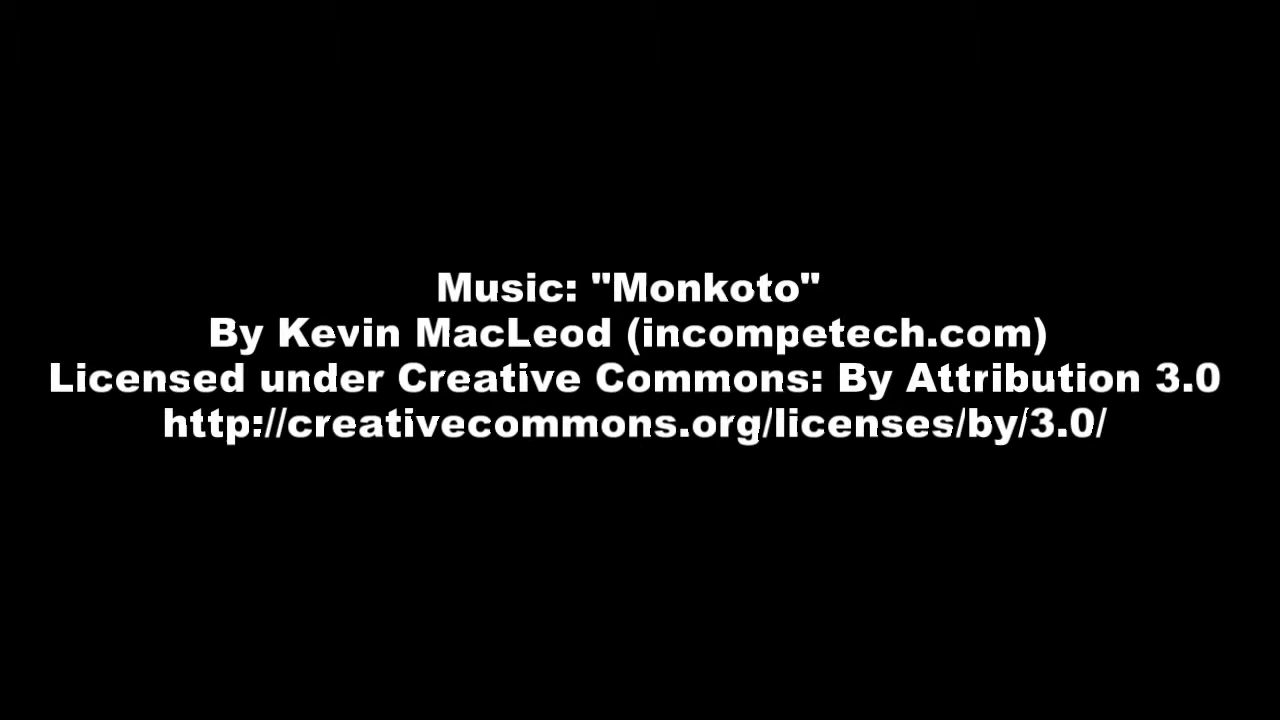 Music: "Monkoto"
By Kevin MacLeod (incompetech.com)
Licensed under Creative Commons: By Attribution 3.0
http://creativecommons.org/licenses/by/3.0/